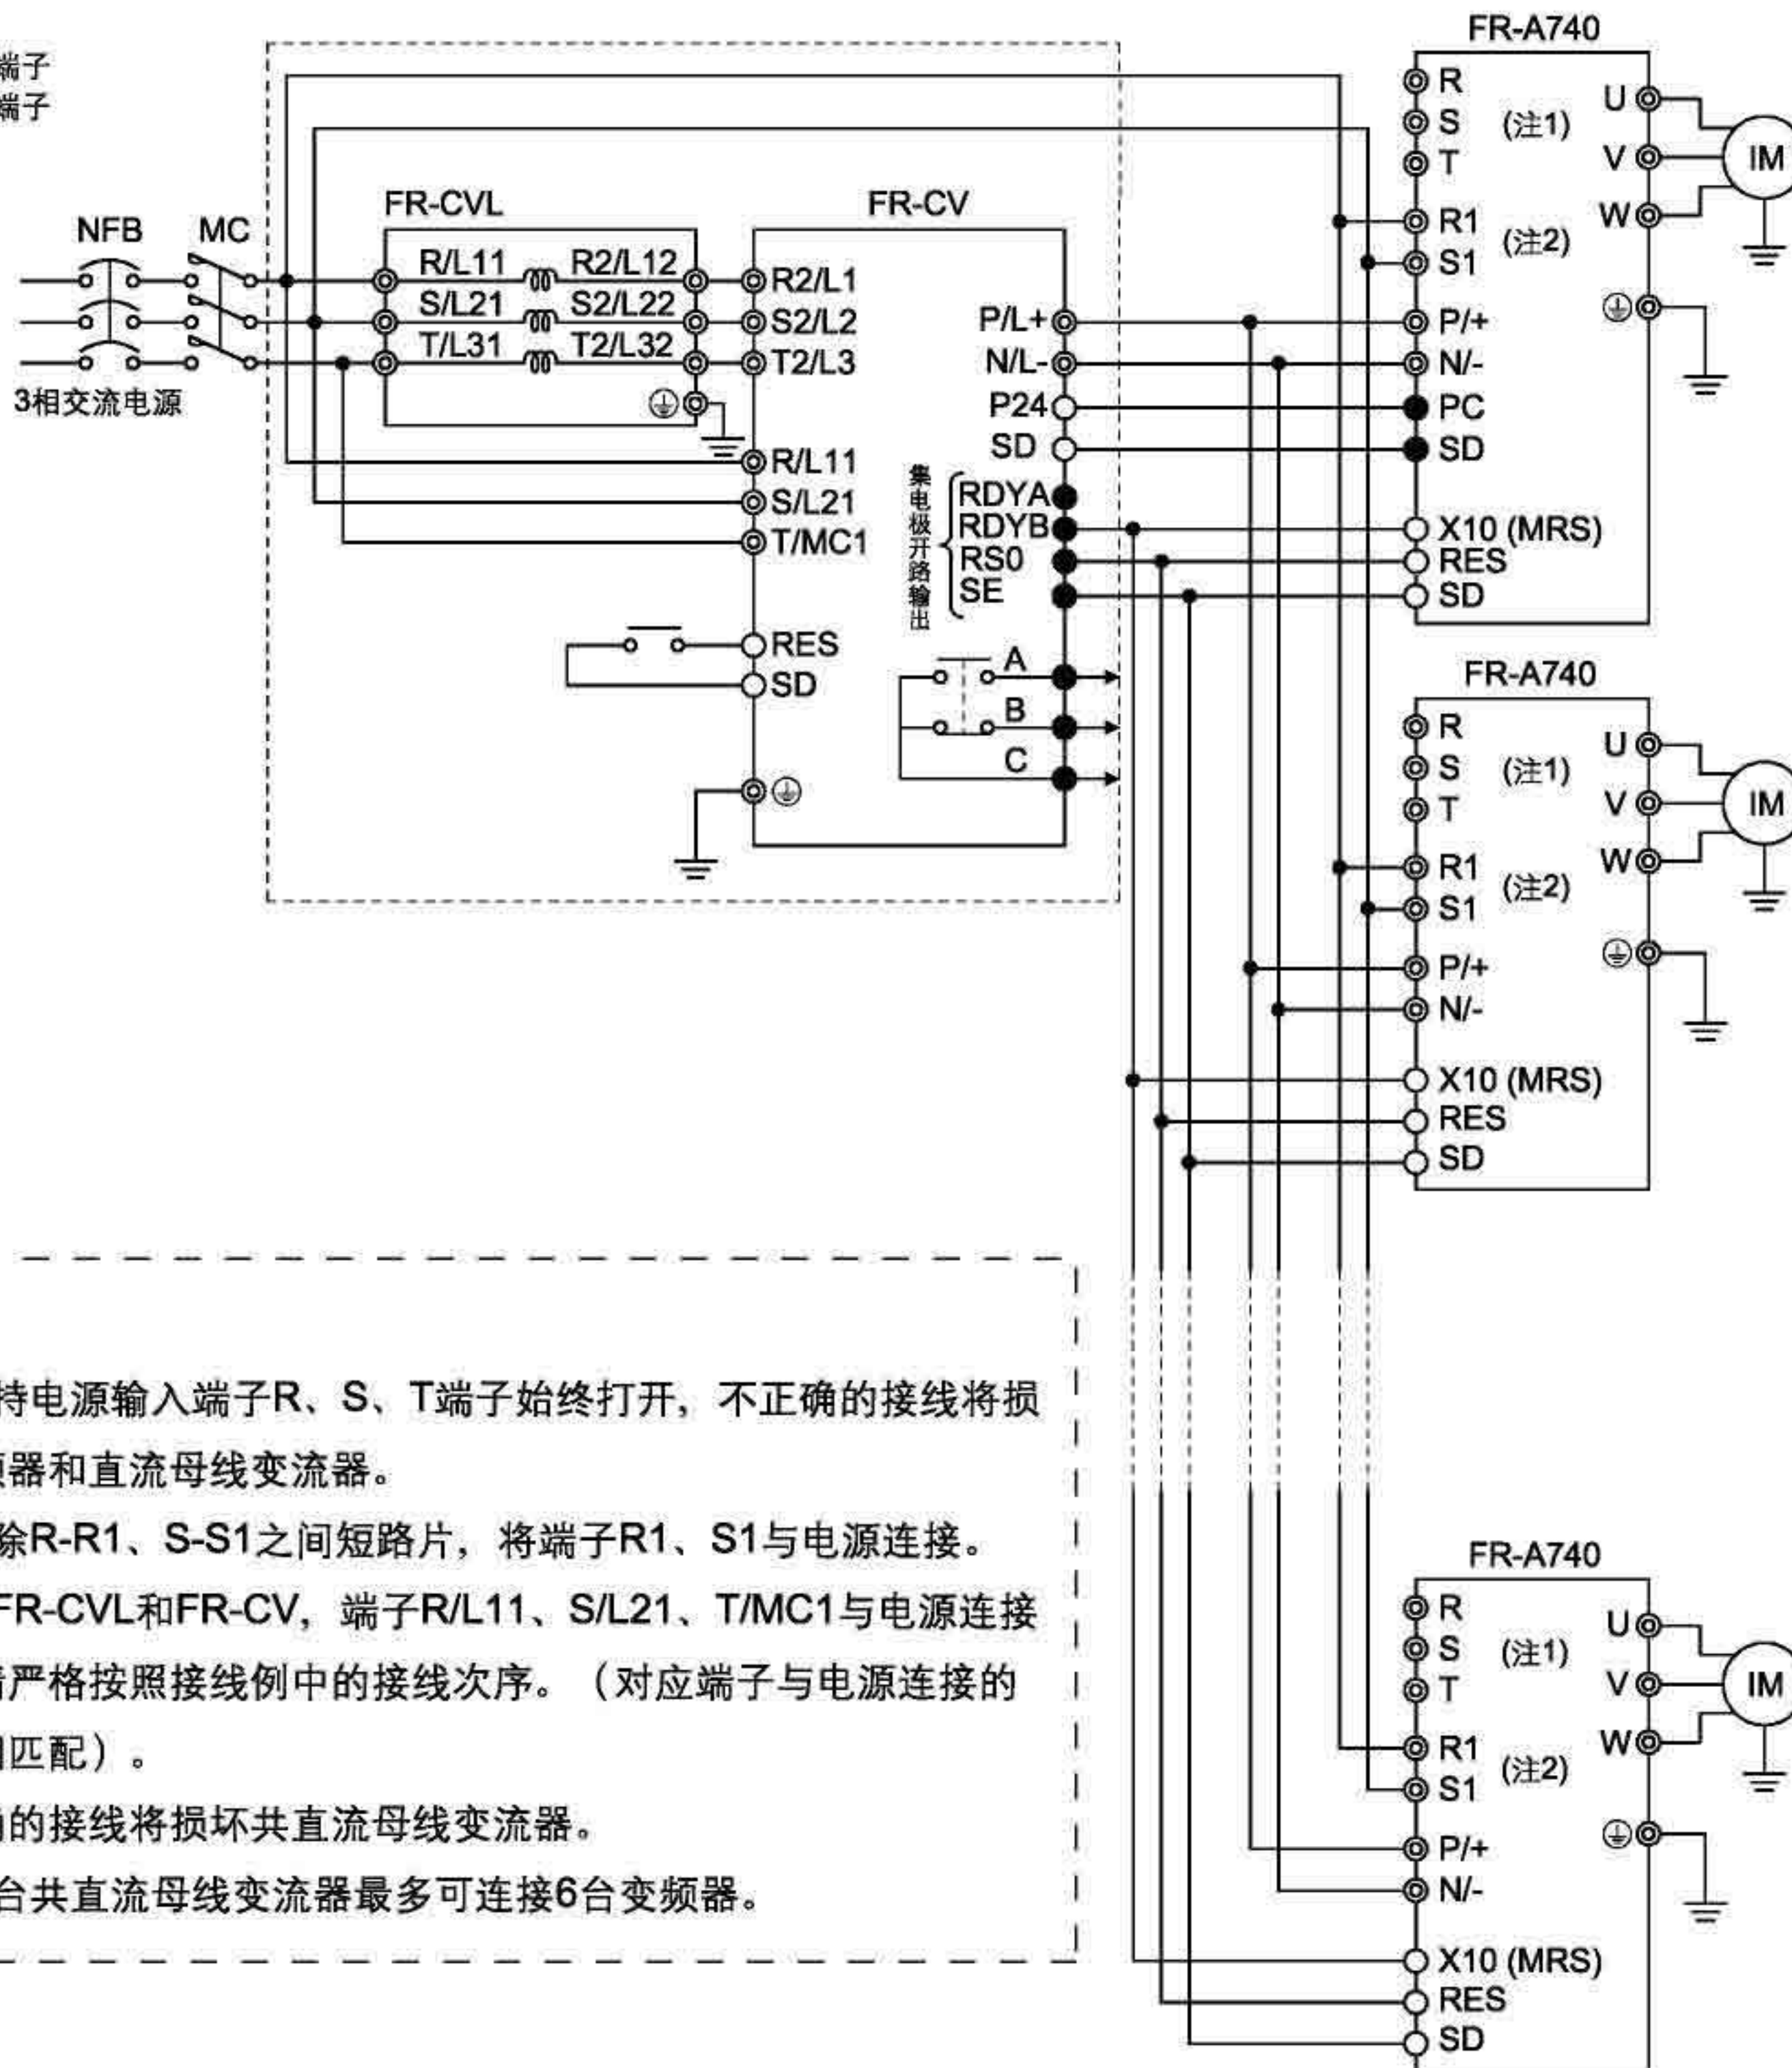 端子
端子
NFB
MC
3相交流电源
FR-CVL
R/L11 R2/L12
S/L21 S2/L22
T/L31 T2/L32
FR-CV
R2/L1
S2/L2
T2/L3
R/L11
S/L21
T/MC1
RES
SD
P/L+
N/L-
P24
SD
集电极开路输出
RDYA
RDYB
RS0
SE
A
B
C
FR-A740
R
S (注1)
T
R1
(注2)
S1
P/+
N/-
PC
SD
X10 (MRS)
RES
SD
U
V
W
IM
FR-A740
R
S (注1)
T
R1
(注2)
S1
P/+
N/-
X10 (MRS)
RES
SD
U
V
W
IM
FR-A740
R
S (注1)
T
R1
(注2)
S1
P/+
N/-
X10 (MRS)
RES
SD
U
V
W
IM
持电源输入端子R、S、T端子始终打开，不正确的接线将损
器和直流母线变流器。
除R-R1、S-S1之间短路片，将端子R1、S1与电源连接。
FR-CVL和FR-CV，端子R/L11、S/L21、T/MC1与电源连接
严格按照接线例中的接线次序。（对应端子与电源连接的
匹配）。
的接线将损坏共直流母线变流器。
台共直流母线变流器最多可连接6台变频器。